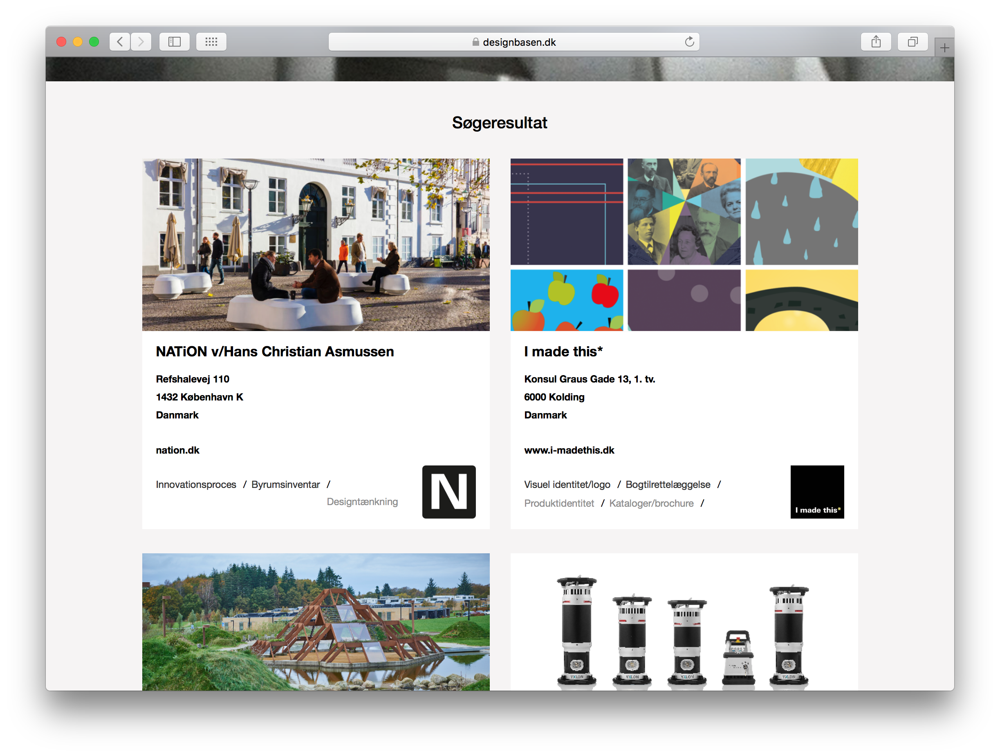 designbasen.dk
Søgeresultat
NATiON v/Hans Christian Asmussen
Refshalevej 110
1432 København K
Danmark
nation.dk
Innovationsproces / Byrumsinventar /
Designtænkning
N
I made this*
Konsul Graus Gade 13, 1. tv.
6000 Kolding
Danmark
www.i-madethis.dk
Visuel identitet/logo / Bogtilrettelæggelse /
Produktidentitet / Kataloger/brochure /
I made this*
YXLON
YXLON
YXLON
YXLON